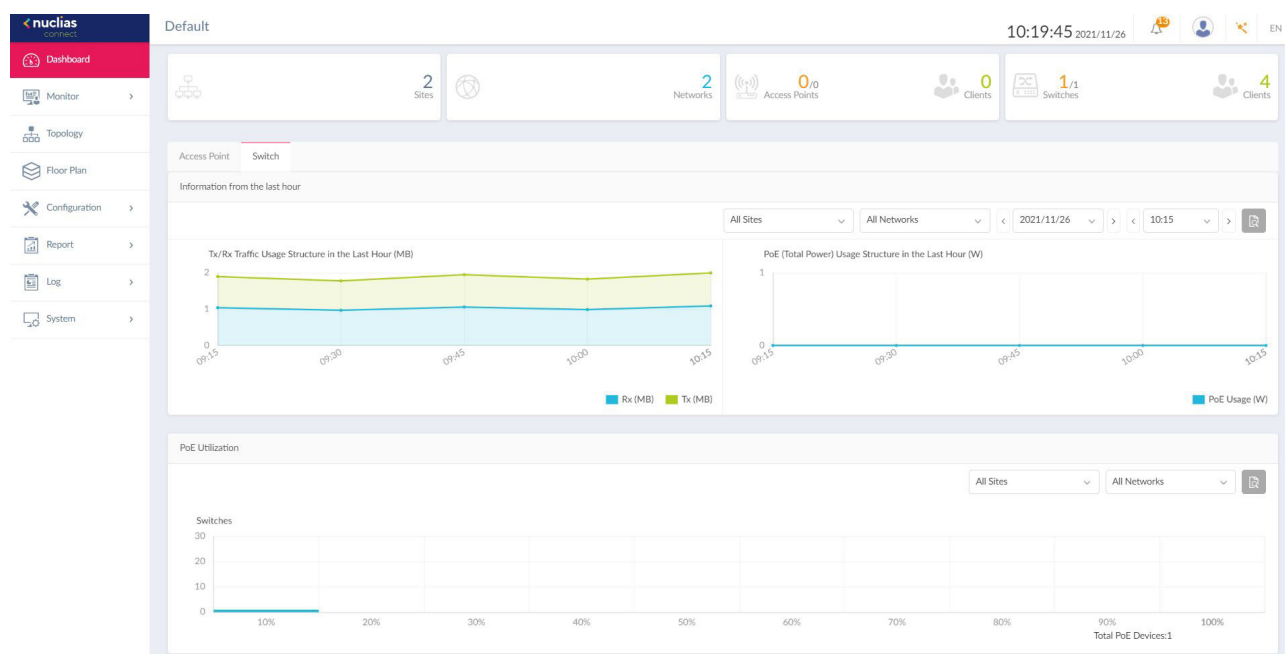 nuclias
connect
Default
10:19:45 2021/11/26
13
EN
Dashboard
Monitor
Topology
Floor Plan
Configuration
Report
Log
System
2
Sites
2
Networks
0/0
Access Points
0
Clients
1/1
Switches
4
Clients
Access Point Switch
Information from the last hour
All Sites All Networks 2021/11/26 10:15
Tx/Rx Traffic Usage Structure in the Last Hour (MB)
2
1
0
09:15 09:30 09:45 10:00 10:15
Rx (MB) Tx (MB)
PoE (Total Power) Usage Structure in the Last Hour (W)
1
0
09:15 09:30 09:45 10:00 10:15
PoE Usage (W)
PoE Utilization
All Sites All Networks
Switches
30
20
10
0
10% 20% 30% 40% 50% 60% 70% 80% 90% 100%
Total PoE Devices:1